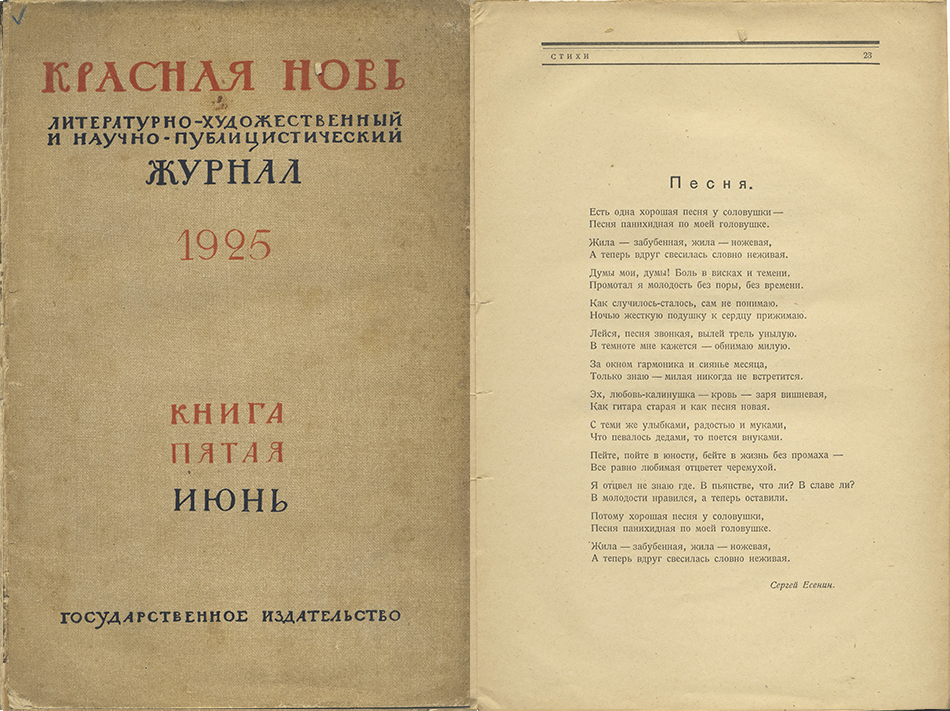 КРАСНАЯ НОВЬ
ЛИТЕРАТУРНО-ХУДОЖЕСТВЕННЫЙ
И НАУЧНО-ПУБЛИЦИСТИЧЕСКИЙ
ЖУРНАЛ
1925
КНИГА
ПЯТАЯ
ИЮНЬ
ГОСУДАРСТВЕННОЕ ИЗДАТЕЛЬСТВО
СТИХИ 23
Песня.
Есть одна хорошая песня у соловушки —
Песня панихидная по моей головушке.
Жила — забубенная, жила — ножевая,
А теперь вдруг свесилась словно неживая.
Думы мои, думы! Боль в висках и темени.
Промотал я молодость без поры, без времени.
Как случилось-сталось, сам не понимаю.
Ночью жесткую подушку к сердцу прижимаю.
Лейся, песня звонкая, вылей трель унылую.
В темноте мне кажется — обнимаю милую.
За окном гармоника и сиянье месяца,
Только знаю — милая никогда не встретится.
Эх, любовь-калинушка — кровь — заря вишневая,
Как гитара старая и как песня новая.
С теми же улыбками, радостью и муками,
Что певалось дедами, то поется внуками.
Пейте, пойте в юности, бейте в жизнь без промаха —
Все равно любимая отцветет черемухой.
Я отцвел не знаю где. В пьянстве, что ли? В славе ли?
В молодости нравился, а теперь оставили.
Потому хорошая песня у соловушки,
Песня панихидная по моей головушке.
Жила — забубенная, жила — ножевая,
А теперь вдруг свесилась словно неживая.
Сергей Есенин.